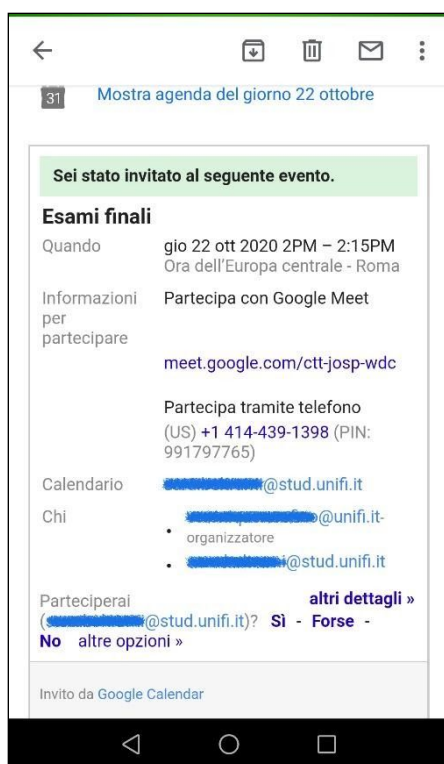 31 Mostra agenda del giorno 22 ottobre
Sei stato invitato al seguente evento.
Esami finali
Quando gio 22 ott 2020 2PM – 2:15PM
Ora dell'Europa centrale - Roma
Informazioni Partecipa con Google Meet
per
partecipare
meet.google.com/ctt-josp-wdc
Partecipa tramite telefono
(US) +1 414-439-1398 (PIN:
991797765)
Calendario @stud.unifi.it
Chi
• @unifi.it-
organizzatore
• @stud.unifi.it
Parteciperai altri dettagli »
( @stud.unifi.it)? Sì - Forse -
No altre opzioni »
Invito da Google Calendar